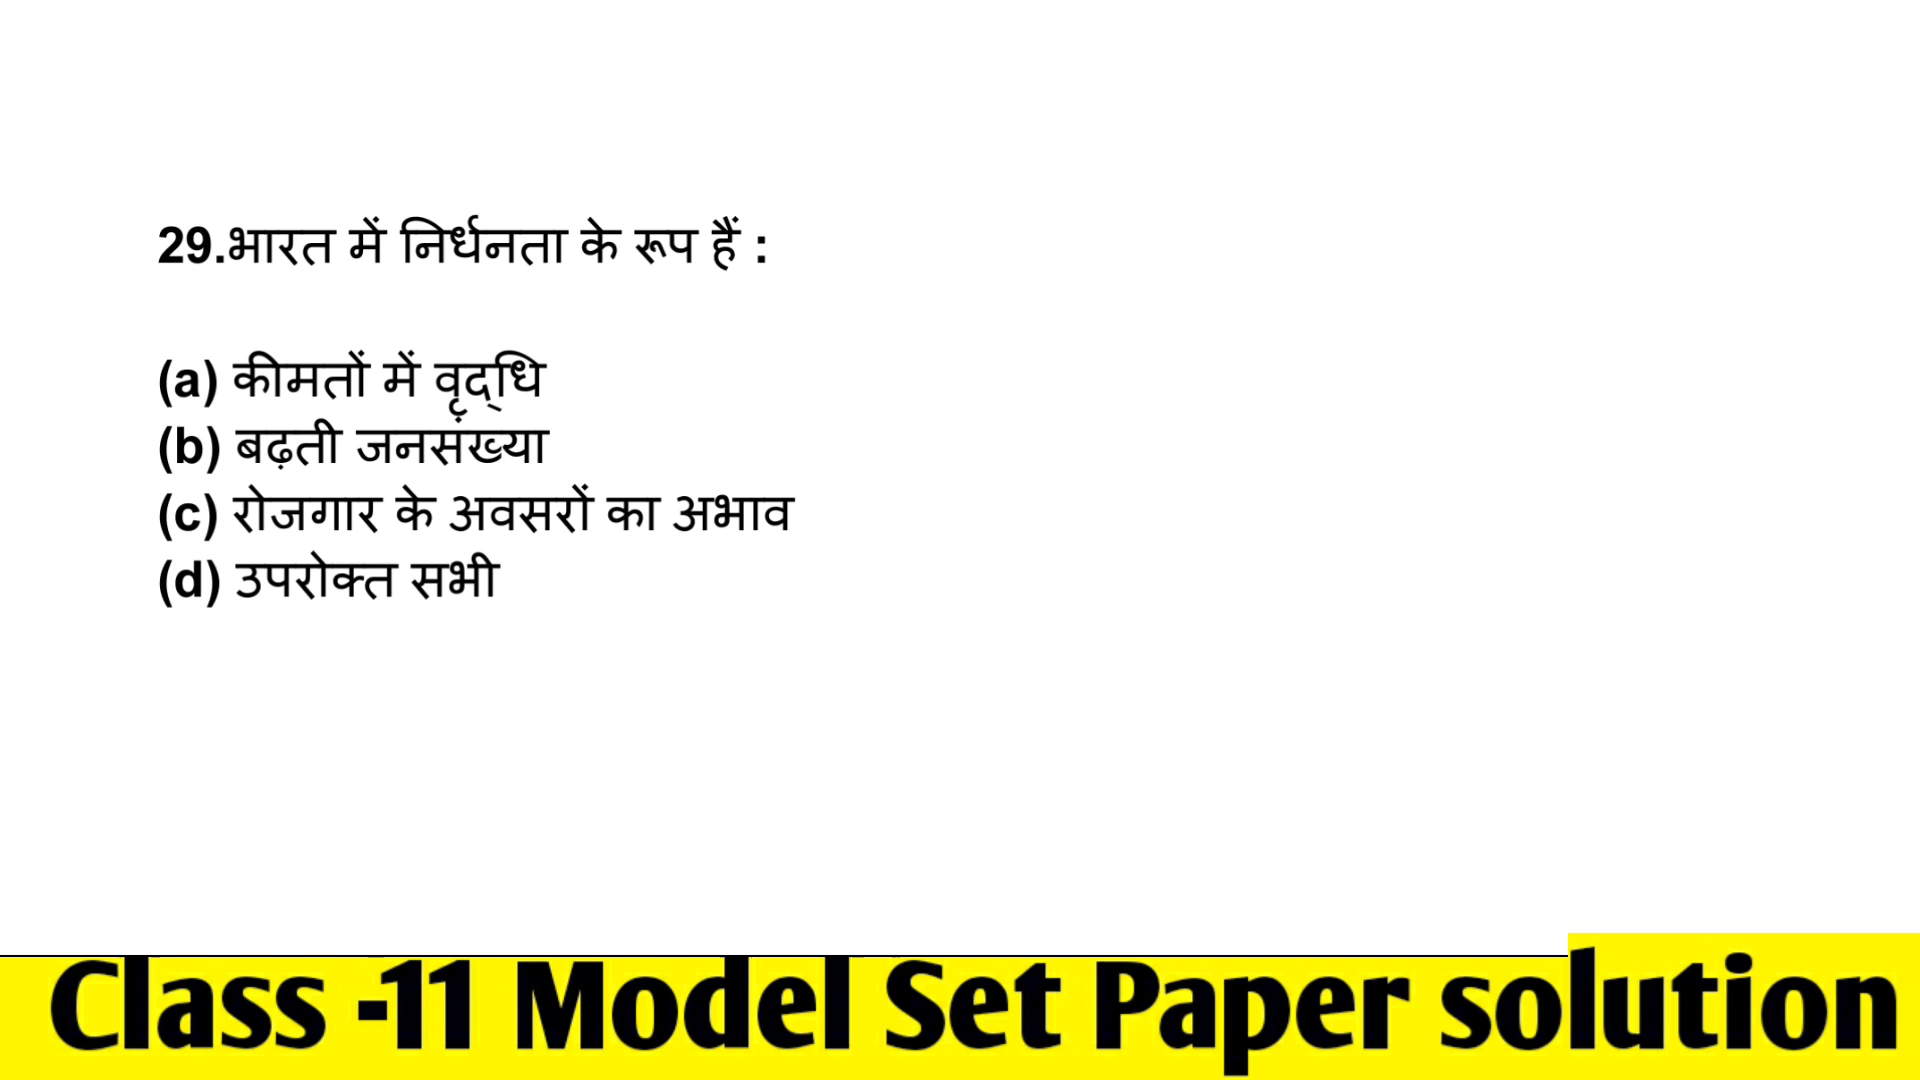 29.भारत में निर्धनता के रूप हैं :
(a) कीमतों में वृद्‌धि
(b) बढ़ती जनसंख्या
(c) रोजगार के अवसरों का अभाव
(d) उपरोक्त सभी
Class -11 Model Set Paper solution